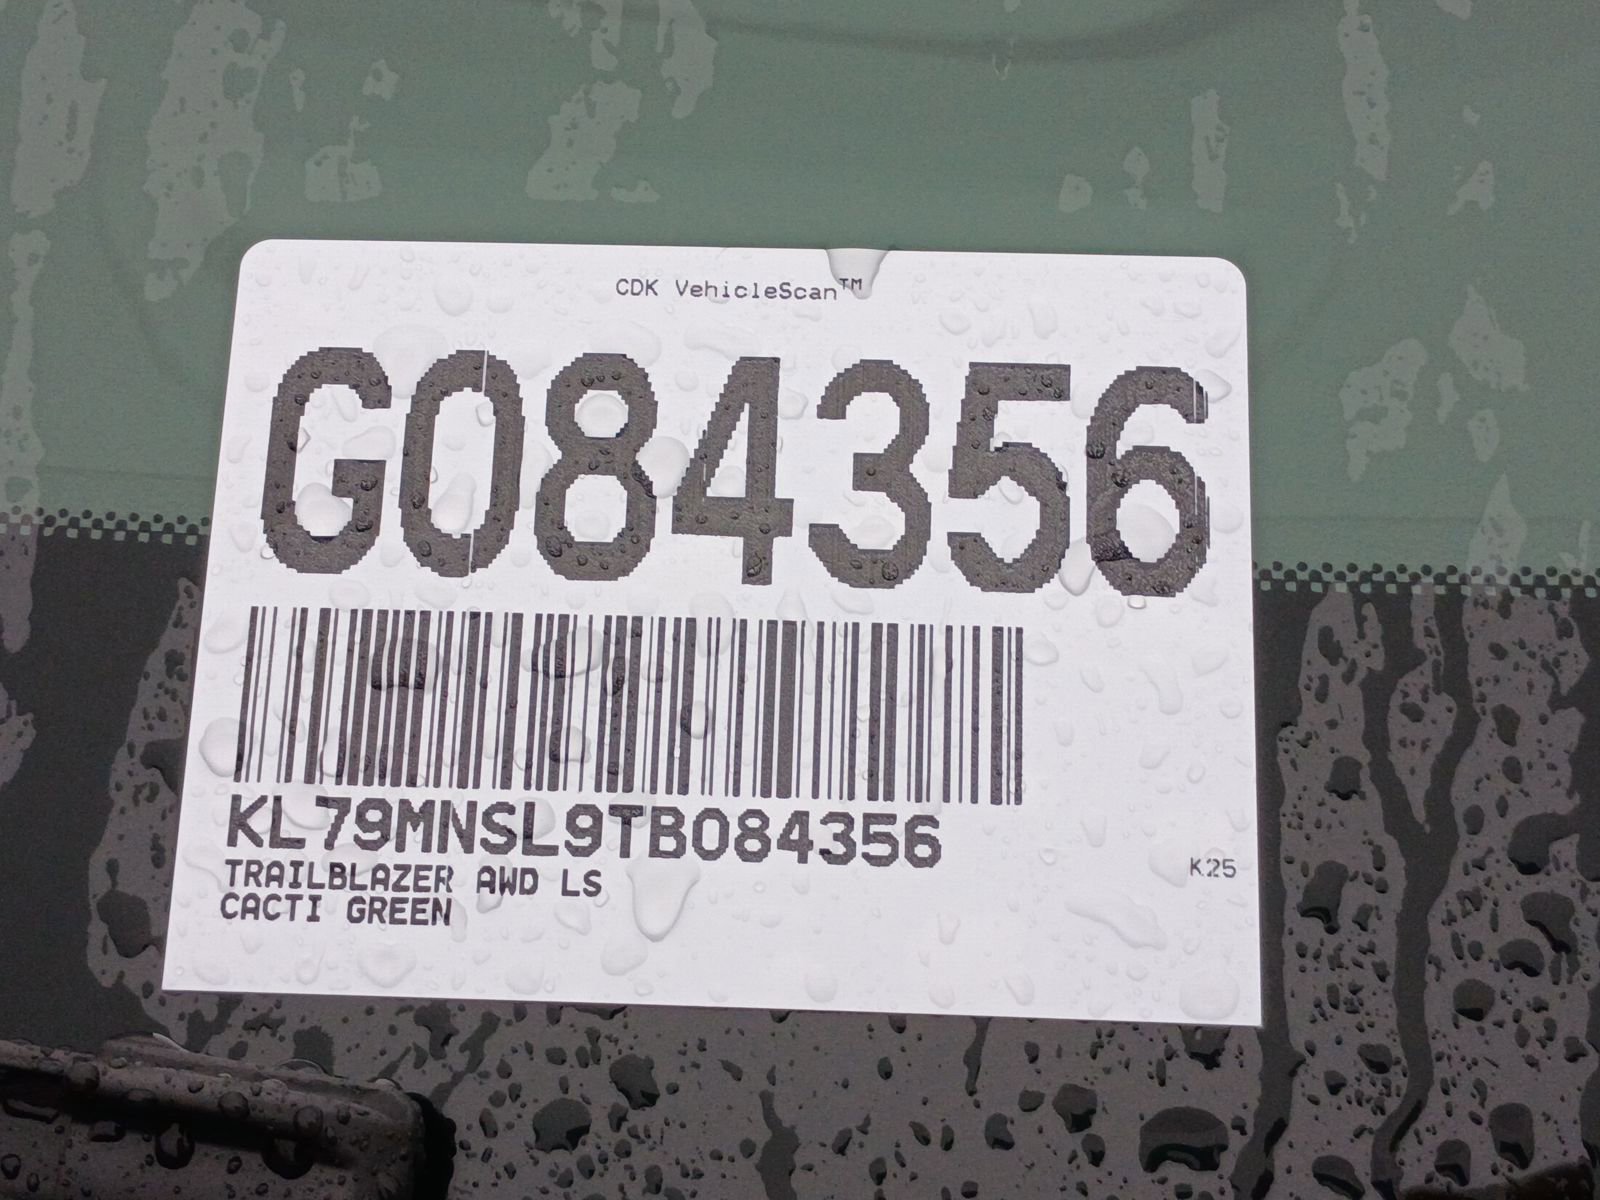 CDK VehicleScan™
G084356
KL79MNSL9TB084356
TRAILBLAZER AWD LS
CACTI GREEN
K25